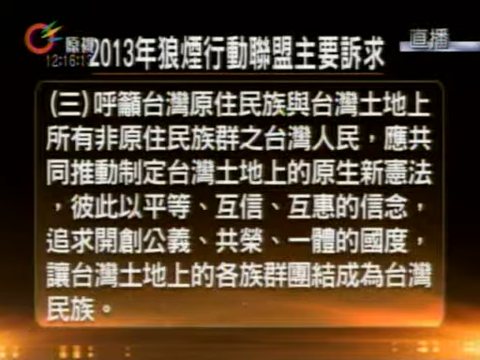 原視
2013年狼煙行動聯盟主要訴求
直播
12:16:17
(三)呼籲台灣原住民族與台灣土地上
所有非原住民族群之台灣人民，應共
同推動制定台灣土地上的原生新憲法
，彼此以平等、互信、互惠的信念，
追求開創公義、共榮、一體的國度，
讓台灣土地上的各族群團結成為台灣
民族。